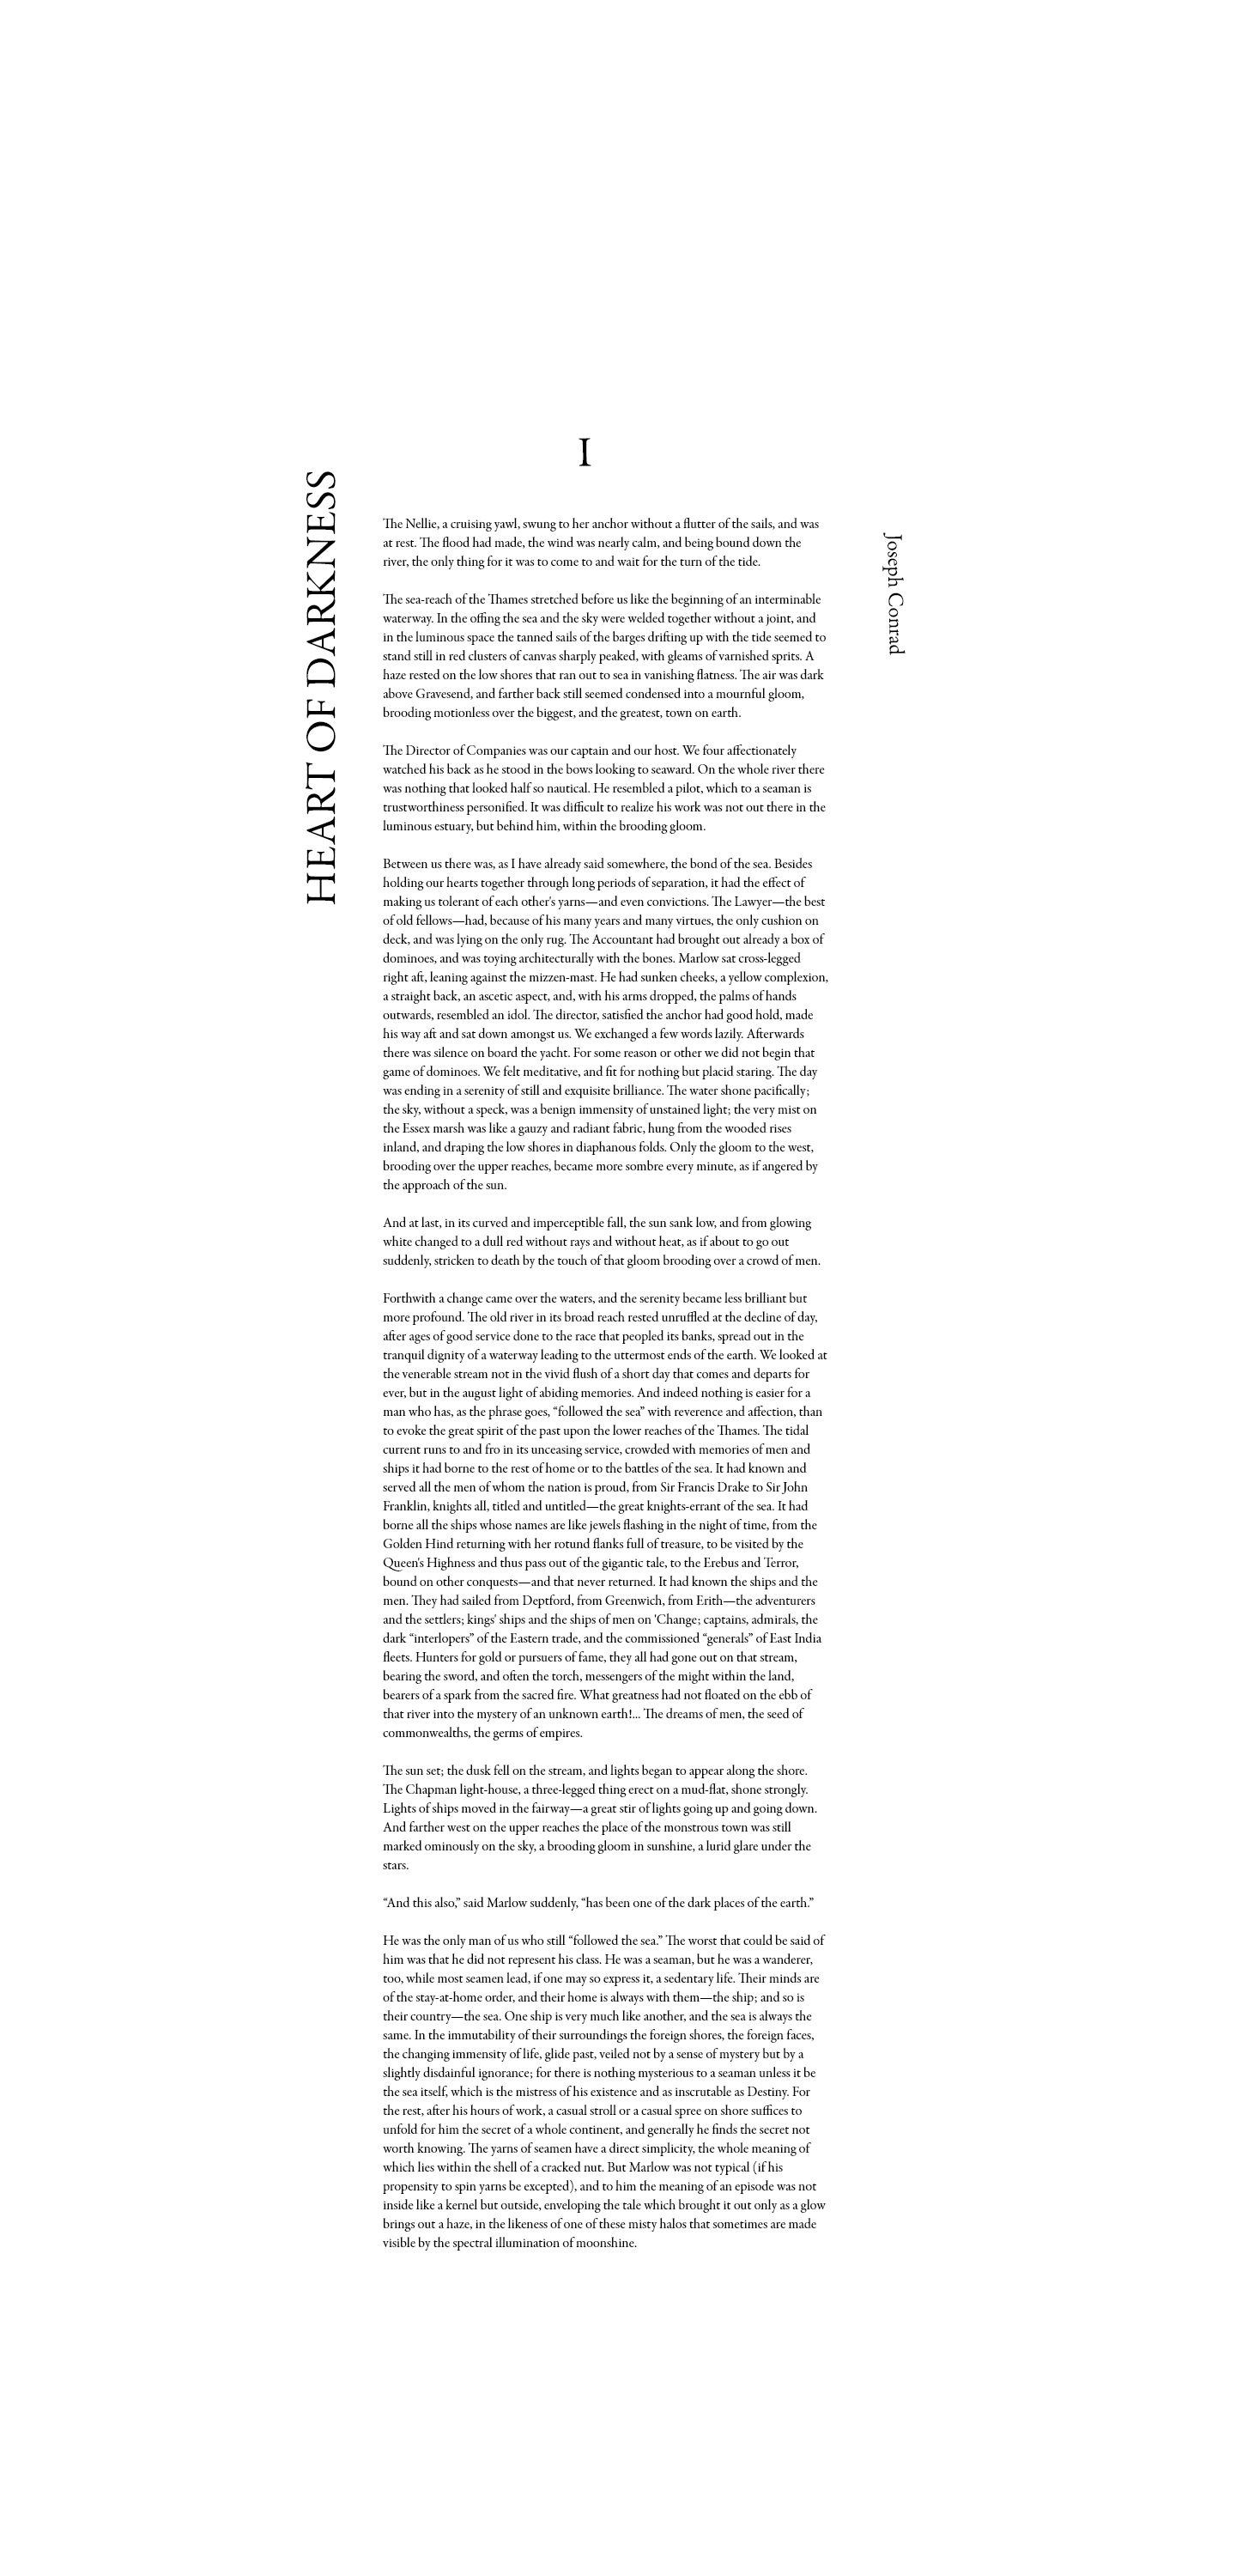 HEART OF DARKNESS
I
Joseph Conrad
The Nellie, a cruising yawl, swung to her anchor without a flutter of the sails, and was
at rest. The flood had made, the wind was nearly calm, and being bound down the
river, the only thing for it was to come to and wait for the turn of the tide.
The sea-reach of the Thames stretched before us like the beginning of an interminable
waterway. In the offing the sea and the sky were welded together without a joint, and
in the luminous space the tanned sails of the barges drifting up with the tide seemed to
stand still in red clusters of canvas sharply peaked, with gleams of varnished sprits. A
haze rested on the low shores that ran out to sea in vanishing flatness. The air was dark
above Gravesend, and farther back still seemed condensed into a mournful gloom,
brooding motionless over the biggest, and the greatest, town on earth.
The Director of Companies was our captain and our host. We four affectionately
watched his back as he stood in the bows looking to seaward. On the whole river there
was nothing that looked half so nautical. He resembled a pilot, which to a seaman is
trustworthiness personified. It was difficult to realize his work was not out there in the
luminous estuary, but behind him, within the brooding gloom.
Between us there was, as I have already said somewhere, the bond of the sea. Besides
holding our hearts together through long periods of separation, it had the effect of
making us tolerant of each other's yarns—and even convictions. The Lawyer—the best
of old fellows—had, because of his many years and many virtues, the only cushion on
deck, and was lying on the only rug. The Accountant had brought out already a box of
dominoes, and was toying architecturally with the bones. Marlow sat cross-legged
right aft, leaning against the mizzen-mast. He had sunken cheeks, a yellow complexion,
a straight back, an ascetic aspect, and, with his arms dropped, the palms of hands
outwards, resembled an idol. The director, satisfied the anchor had good hold, made
his way aft and sat down amongst us. We exchanged a few words lazily. Afterwards
there was silence on board the yacht. For some reason or other we did not begin that
game of dominoes. We felt meditative, and fit for nothing but placid staring. The day
was ending in a serenity of still and exquisite brilliance. The water shone pacifically;
the sky, without a speck, was a benign immensity of unstained light; the very mist on
the Essex marsh was like a gauzy and radiant fabric, hung from the wooded rises
inland, and draping the low shores in diaphanous folds. Only the gloom to the west,
brooding over the upper reaches, became more sombre every minute, as if angered by
the approach of the sun.
And at last, in its curved and imperceptible fall, the sun sank low, and from glowing
white changed to a dull red without rays and without heat, as if about to go out
suddenly, stricken to death by the touch of that gloom brooding over a crowd of men.
Forthwith a change came over the waters, and the serenity became less brilliant but
more profound. The old river in its broad reach rested unruffled at the decline of day,
after ages of good service done to the race that peopled its banks, spread out in the
tranquil dignity of a waterway leading to the uttermost ends of the earth. We looked at
the venerable stream not in the vivid flush of a short day that comes and departs for
ever, but in the august light of abiding memories. And indeed nothing is easier for a
man who has, as the phrase goes, “followed the sea” with reverence and affection, than
to evoke the great spirit of the past upon the lower reaches of the Thames. The tidal
current runs to and fro in its unceasing service, crowded with memories of men and
ships it had borne to the rest of home or to the battles of the sea. It had known and
served all the men of whom the nation is proud, from Sir Francis Drake to Sir John
Franklin, knights all, titled and untitled—the great knights-errant of the sea. It had
borne all the ships whose names are like jewels flashing in the night of time, from the
Golden Hind returning with her rotund flanks full of treasure, to be visited by the
Queen's Highness and thus pass out of the gigantic tale, to the Erebus and Terror,
bound on other conquests—and that never returned. It had known the ships and the
men. They had sailed from Deptford, from Greenwich, from Erith—the adventurers
and the settlers; kings' ships and the ships of men on 'Change; captains, admirals, the
dark “interlopers” of the Eastern trade, and the commissioned “generals” of East India
fleets. Hunters for gold or pursuers of fame, they all had gone out on that stream,
bearing the sword, and often the torch, messengers of the might within the land,
bearers of a spark from the sacred fire. What greatness had not floated on the ebb of
that river into the mystery of an unknown earth!... The dreams of men, the seed of
commonwealths, the germs of empires.
The sun set; the dusk fell on the stream, and lights began to appear along the shore.
The Chapman light-house, a three-legged thing erect on a mud-flat, shone strongly.
Lights of ships moved in the fairway—a great stir of lights going up and going down.
And farther west on the upper reaches the place of the monstrous town was still
marked ominously on the sky, a brooding gloom in sunshine, a lurid glare under the
stars.
“And this also,” said Marlow suddenly, “has been one of the dark places of the earth.”
He was the only man of us who still “followed the sea.” The worst that could be said of
him was that he did not represent his class. He was a seaman, but he was a wanderer,
too, while most seamen lead, if one may so express it, a sedentary life. Their minds are
of the stay-at-home order, and their home is always with them—the ship; and so is
their country—the sea. One ship is very much like another, and the sea is always the
same. In the immutability of their surroundings the foreign shores, the foreign faces,
the changing immensity of life, glide past, veiled not by a sense of mystery but by a
slightly disdainful ignorance; for there is nothing mysterious to a seaman unless it be
the sea itself, which is the mistress of his existence and as inscrutable as Destiny. For
the rest, after his hours of work, a casual stroll or a casual spree on shore suffices to
unfold for him the secret of a whole continent, and generally he finds the secret not
worth knowing. The yarns of seamen have a direct simplicity, the whole meaning of
which lies within the shell of a cracked nut. But Marlow was not typical (if his
propensity to spin yarns be excepted), and to him the meaning of an episode was not
inside like a kernel but outside, enveloping the tale which brought it out only as a glow
brings out a haze, in the likeness of one of these misty halos that sometimes are made
visible by the spectral illumination of moonshine.